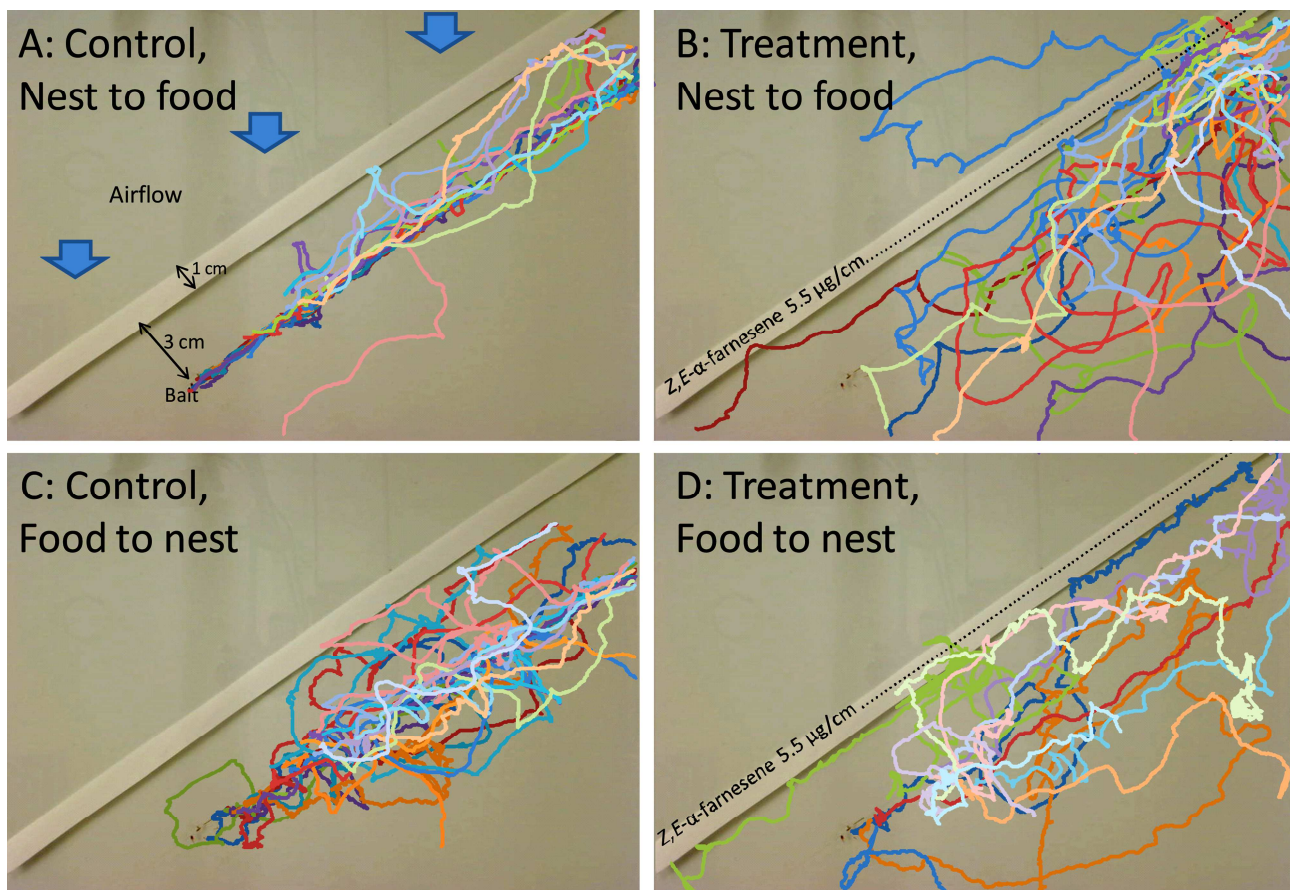 A: Control,
Nest to food
Airflow
1 cm
3 cm
Bait
B: Treatment,
Nest to food
Z,E-α-farnesene 5.5 µg/cm
C: Control,
Food to nest
D: Treatment,
Food to nest
Z,E-α-farnesene 5.5 µg/cm